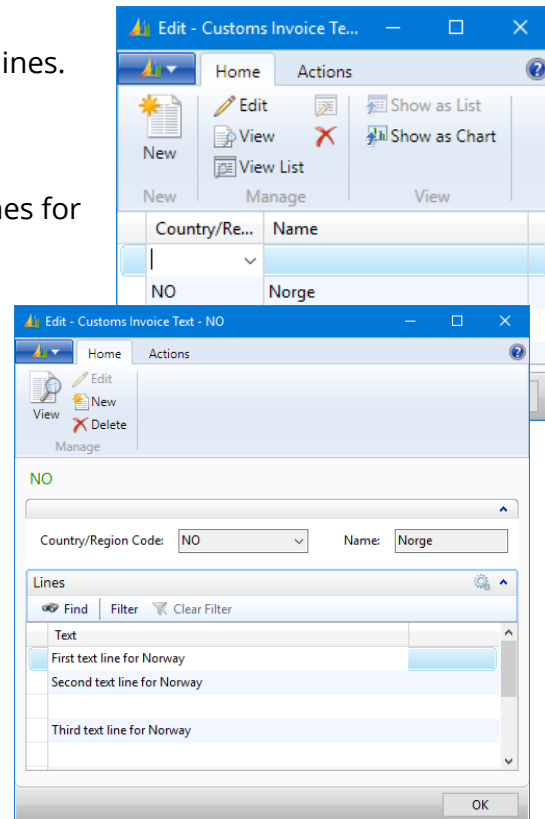 ines.
nes for
Edit - Customs Invoice Te...
Home Actions
New
Edit
View
View List
Show as List
Show as Chart
New Manage View
Country/Re... Name
NO Norge
Edit - Customs Invoice Text - NO
Home Actions
View
Edit
New
Delete
Manage
NO
Country/Region Code: NO Name: Norge
Lines
Find Filter Clear Filter
Text
First text line for Norway
Second text line for Norway
Third text line for Norway
OK